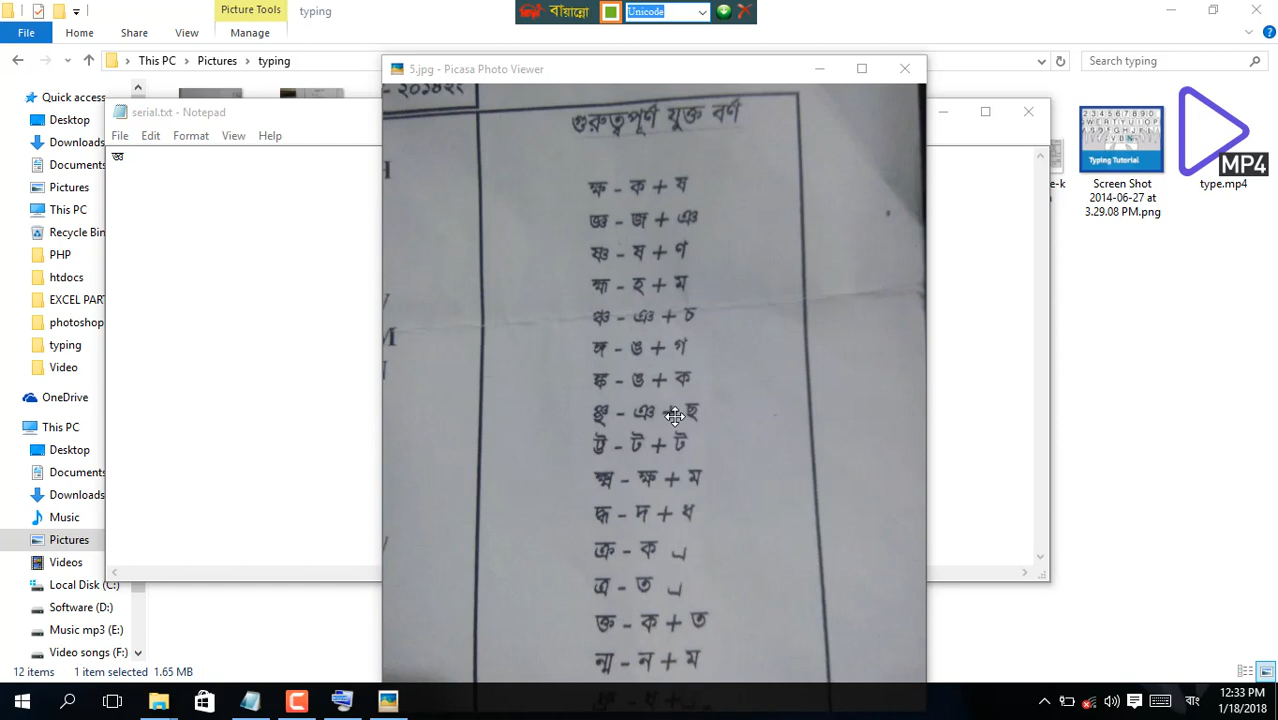 Picture Tools
typing
বায়ান্নো
Unicode
File
Home
Share
View
Manage
This PC
Pictures
typing
Search typing
5.jpg - Picasa Photo Viewer
Quick access
Desktop
Downloads
Documents
Pictures
This PC
Recycle Bin
PHP
htdocs
EXCEL PART
photoshop
typing
Video
OneDrive
This PC
Desktop
Documents
Downloads
Music
Pictures
Videos
Local Disk (C:)
Software (D:)
Music mp3 (E:)
Video songs (F:)
serial.txt - Notepad
File Edit Format View Help
গুরুত্বপূর্ণ যুক্ত বর্ণ
ক্ষ - ক + ষ
জ্ঞ - জ + ঞ
ষ্ণ - ষ + ণ
হ্ম - হ + ম
ঞ্চ - ঞ + চ
ঙ্গ - ঙ + গ
ঙ্ক - ঙ + ক
ঞ্ছ - ঞ + ছ
ট্ট - ট + ট
ক্ষ্ম - ক্ষ + ম
দ্ধ - দ + ধ
ক্র - ক ্র
ত্র - ত ্র
ক্ত - ক + ত
ন্ম - ন + ম
Screen Shot
2014-06-27 at
3.29.08 PM.png
MP4
type.mp4
12 items
1 item selected 1.65 MB
বাং
12:33 PM
1/18/2018